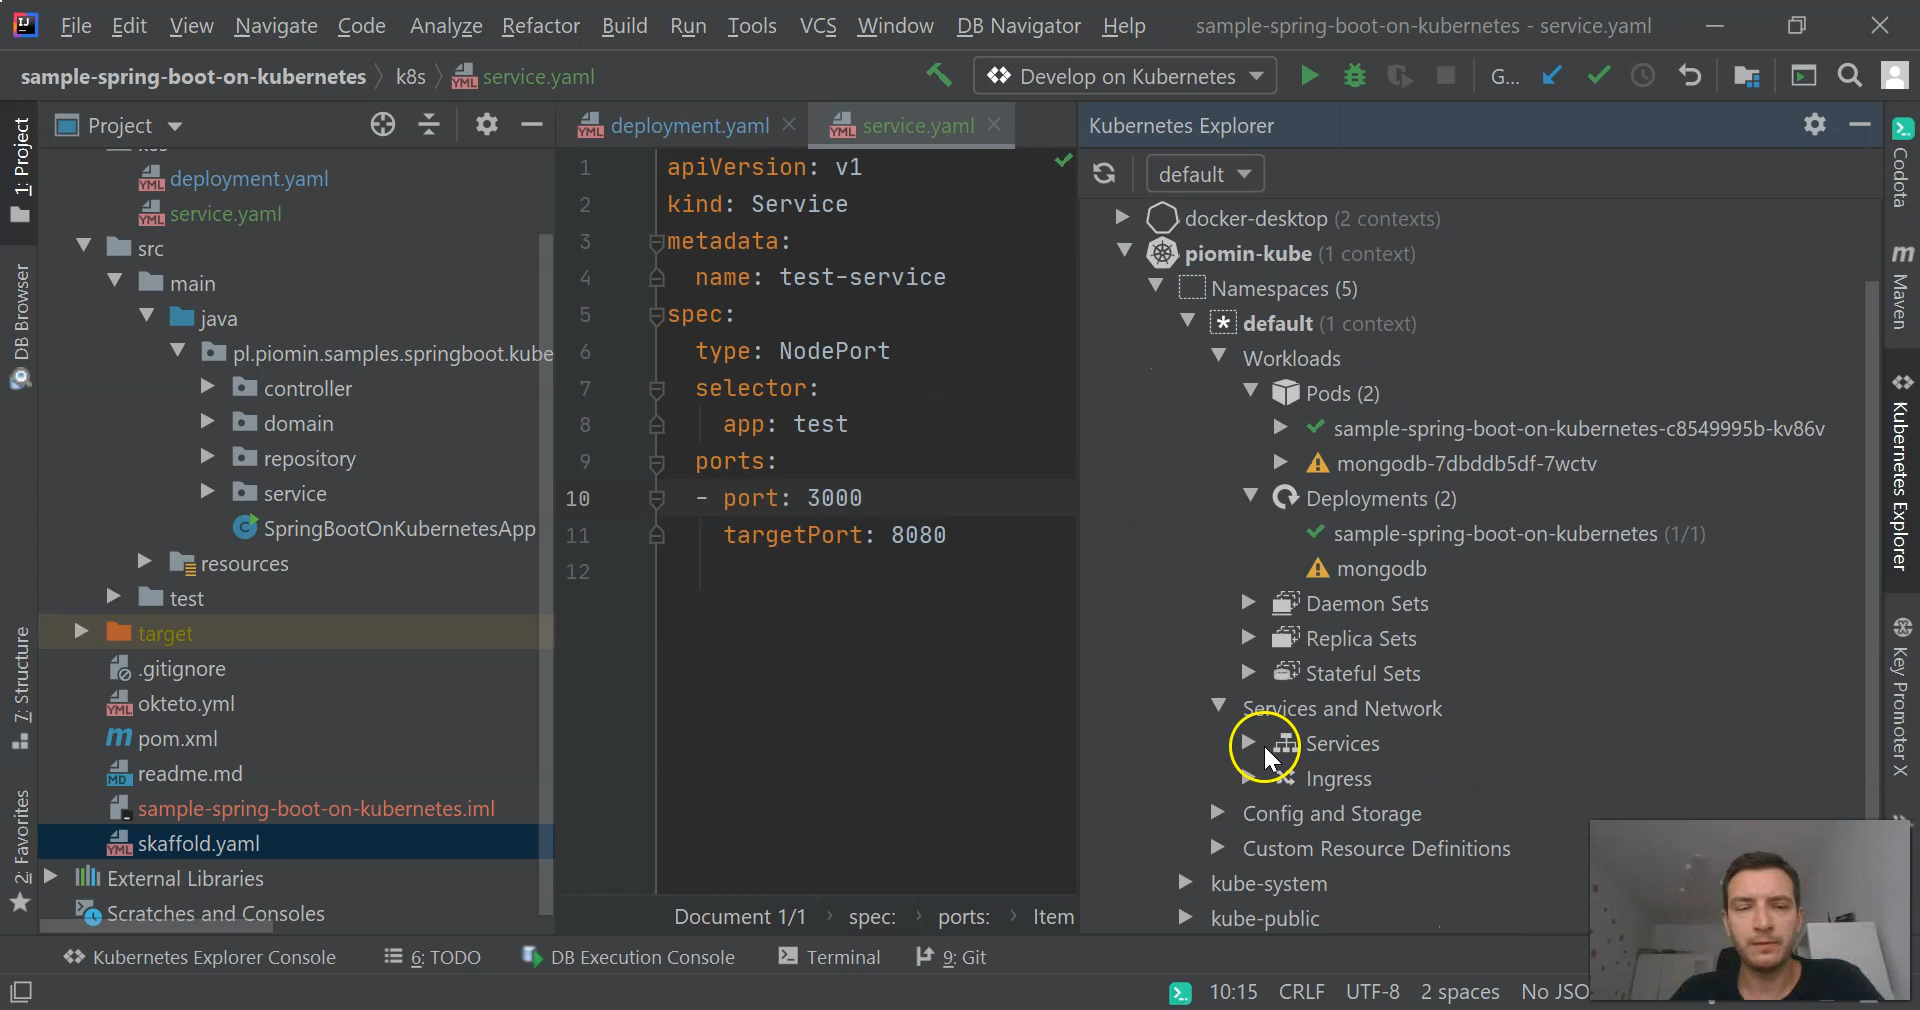 File Edit View Navigate Code Analyze Refactor Build Run Tools VCS Window DB Navigator Help sample-spring-boot-on-kubernetes - service.yaml
sample-spring-boot-on-kubernetes k8s service.yaml
Develop on Kubernetes G...
Project
deployment.yaml
service.yaml
src
main
java
pl.piomin.samples.springboot.kube
controller
domain
repository
service
SpringBootOnKubernetesApp
resources
test
target
.gitignore
okteto.yml
pom.xml
readme.md
sample-spring-boot-on-kubernetes.iml
skaffold.yaml
External Libraries
Scratches and Consoles
1: Project
DB Browser
7: Structure
2: Favorites
deployment.yaml service.yaml
1 apiVersion: v1
2 kind: Service
3 metadata:
4 name: test-service
5 spec:
6 type: NodePort
7 selector:
8 app: test
9 ports:
10 - port: 3000
11 targetPort: 8080
12
Document 1/1 spec: ports: Item
Kubernetes Explorer
default
docker-desktop (2 contexts)
piomin-kube (1 context)
Namespaces (5)
default (1 context)
Workloads
Pods (2)
sample-spring-boot-on-kubernetes-c8549995b-kv86v
mongodb-7dbddb5df-7wctv
Deployments (2)
sample-spring-boot-on-kubernetes (1/1)
mongodb
Daemon Sets
Replica Sets
Stateful Sets
Services and Network
Services
Ingress
Config and Storage
Custom Resource Definitions
kube-system
kube-public
Codota
Maven
Kubernetes Explorer
Key Promoter X
Kubernetes Explorer Console 6: TODO DB Execution Console Terminal 9: Git
10:15 CRLF UTF-8 2 spaces No JSO